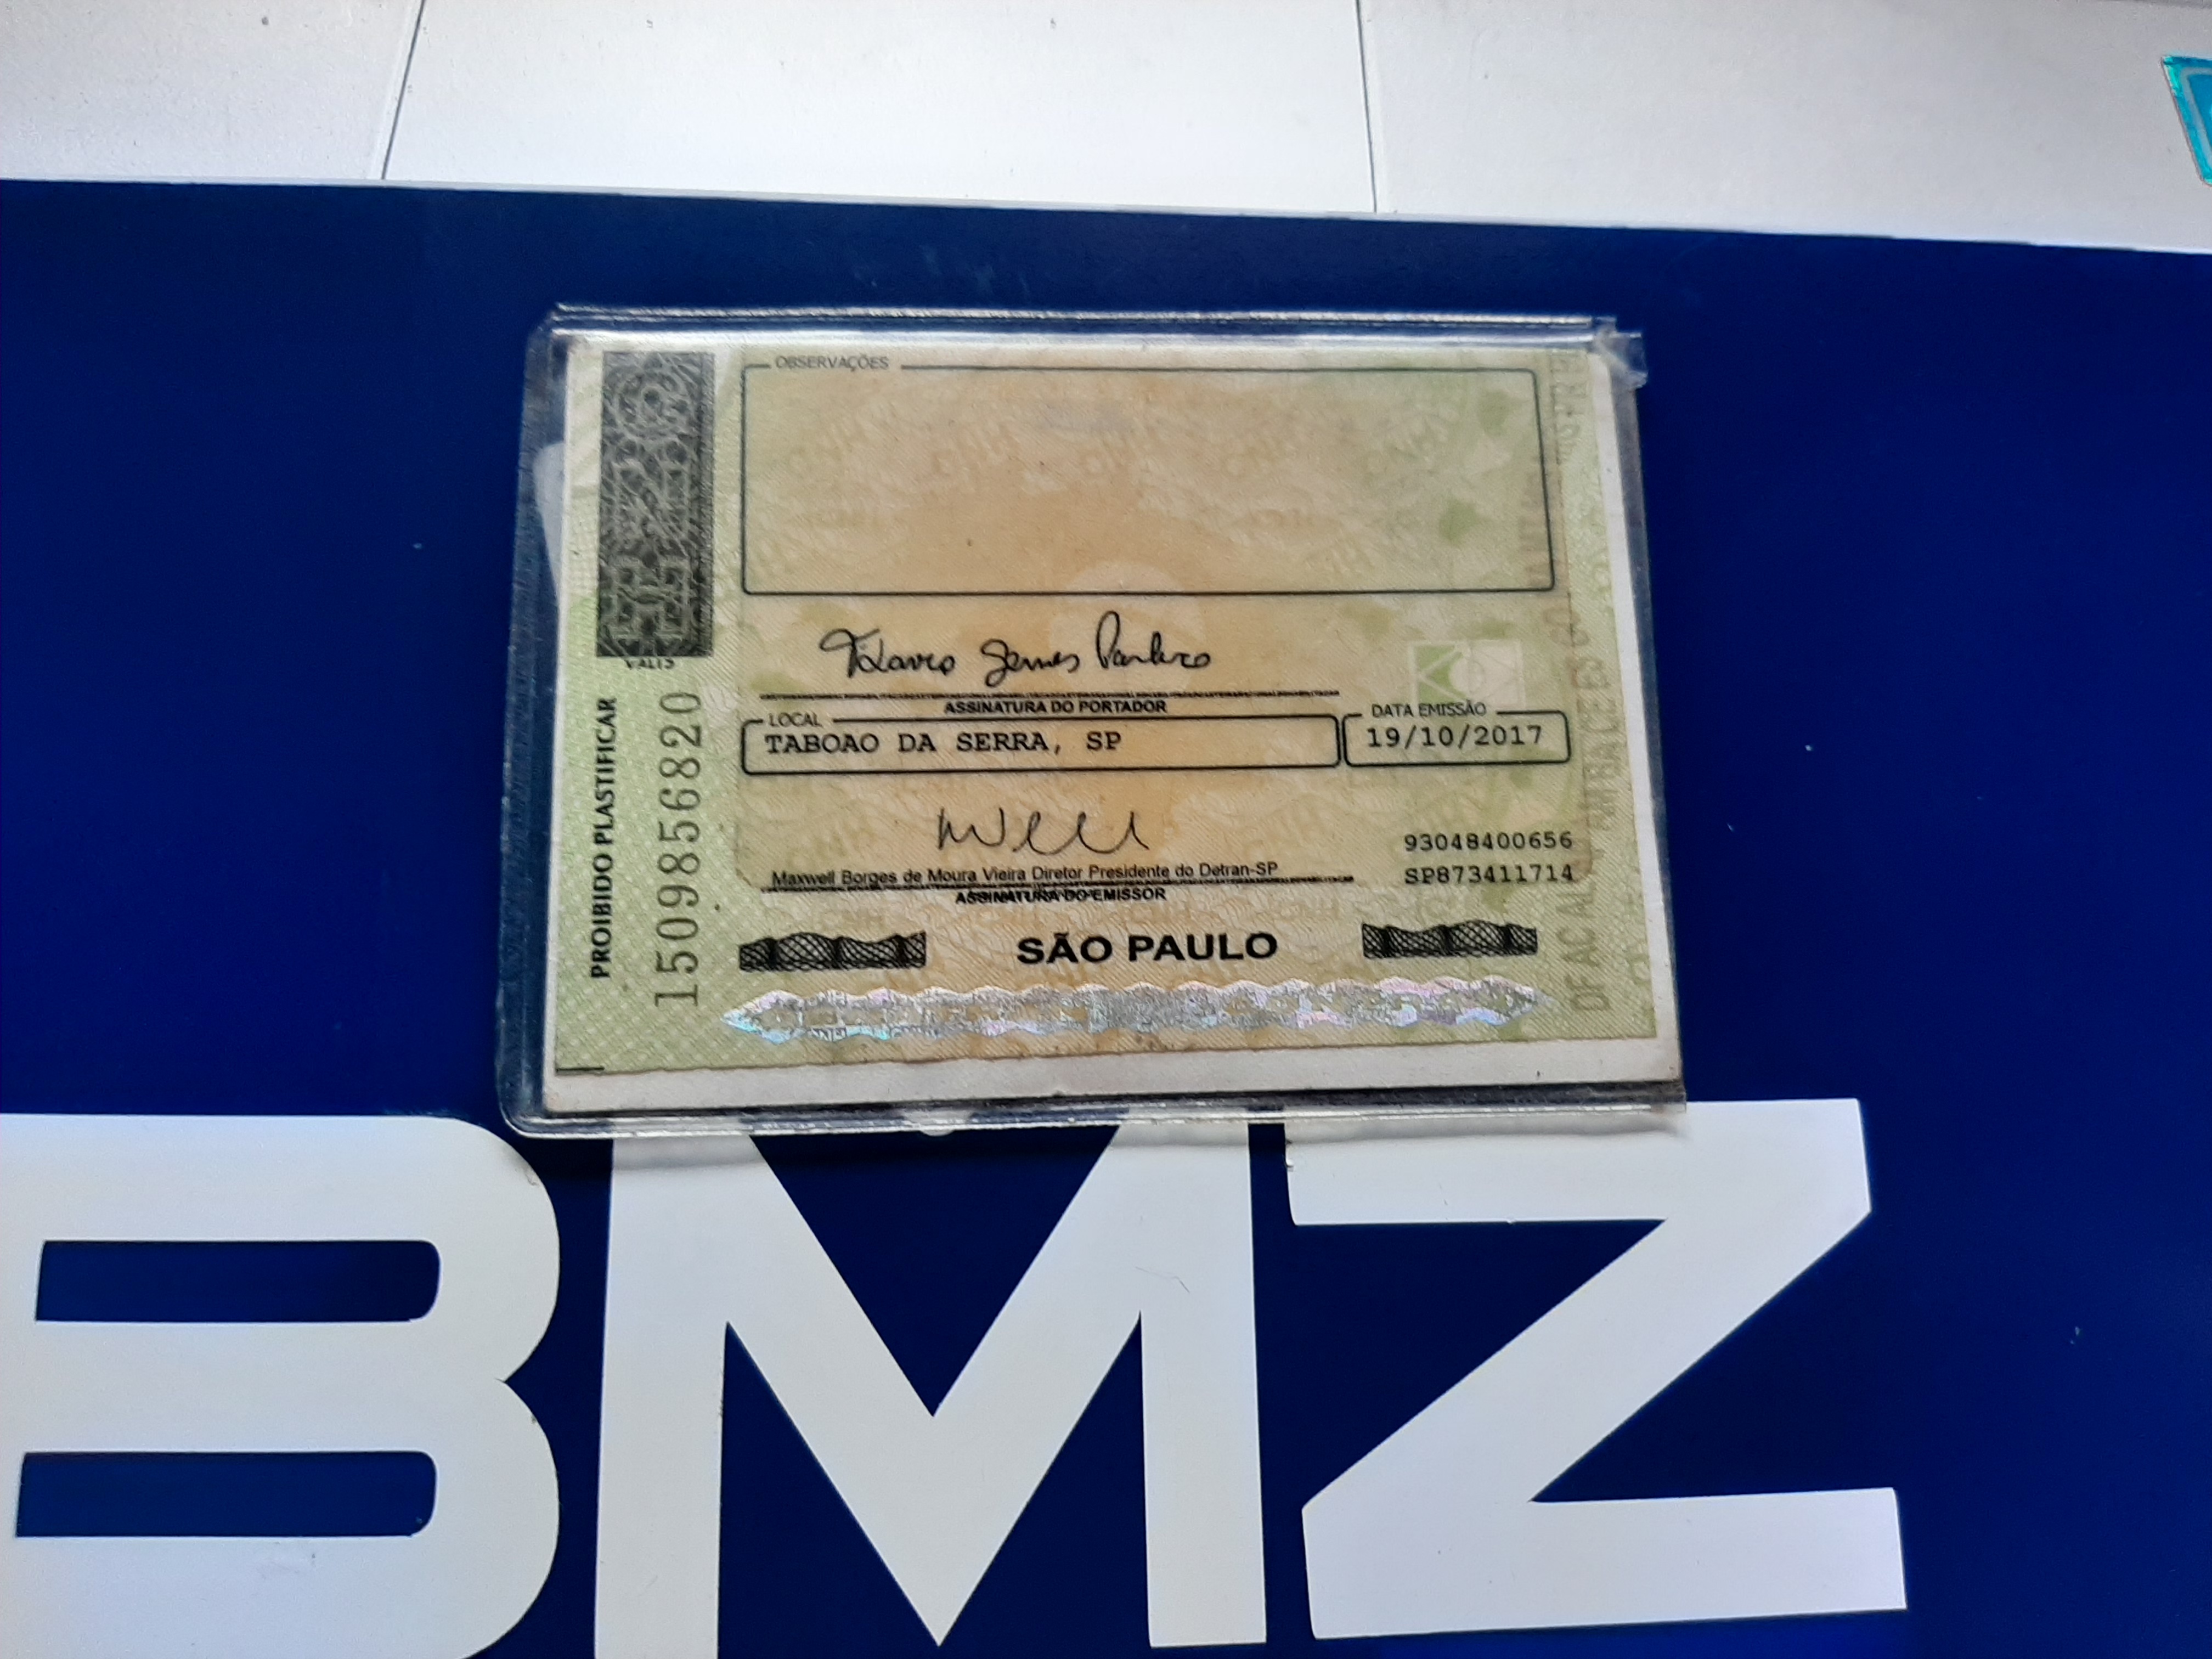 OBSERVAÇÕES
ASSINATURA DO PORTADOR
LOCAL
DATA EMISSÃO
TABOAO DA SERRA, SP
19/10/2017
93048400656
Maxwell Borges de Moura Vieira Diretor Presidente do Detran-SP
SP873411714
ASSINATURA DO EMISSOR
SÃO PAULO
PROIBIDO PLASTIFICAR
1509856820
BMZ